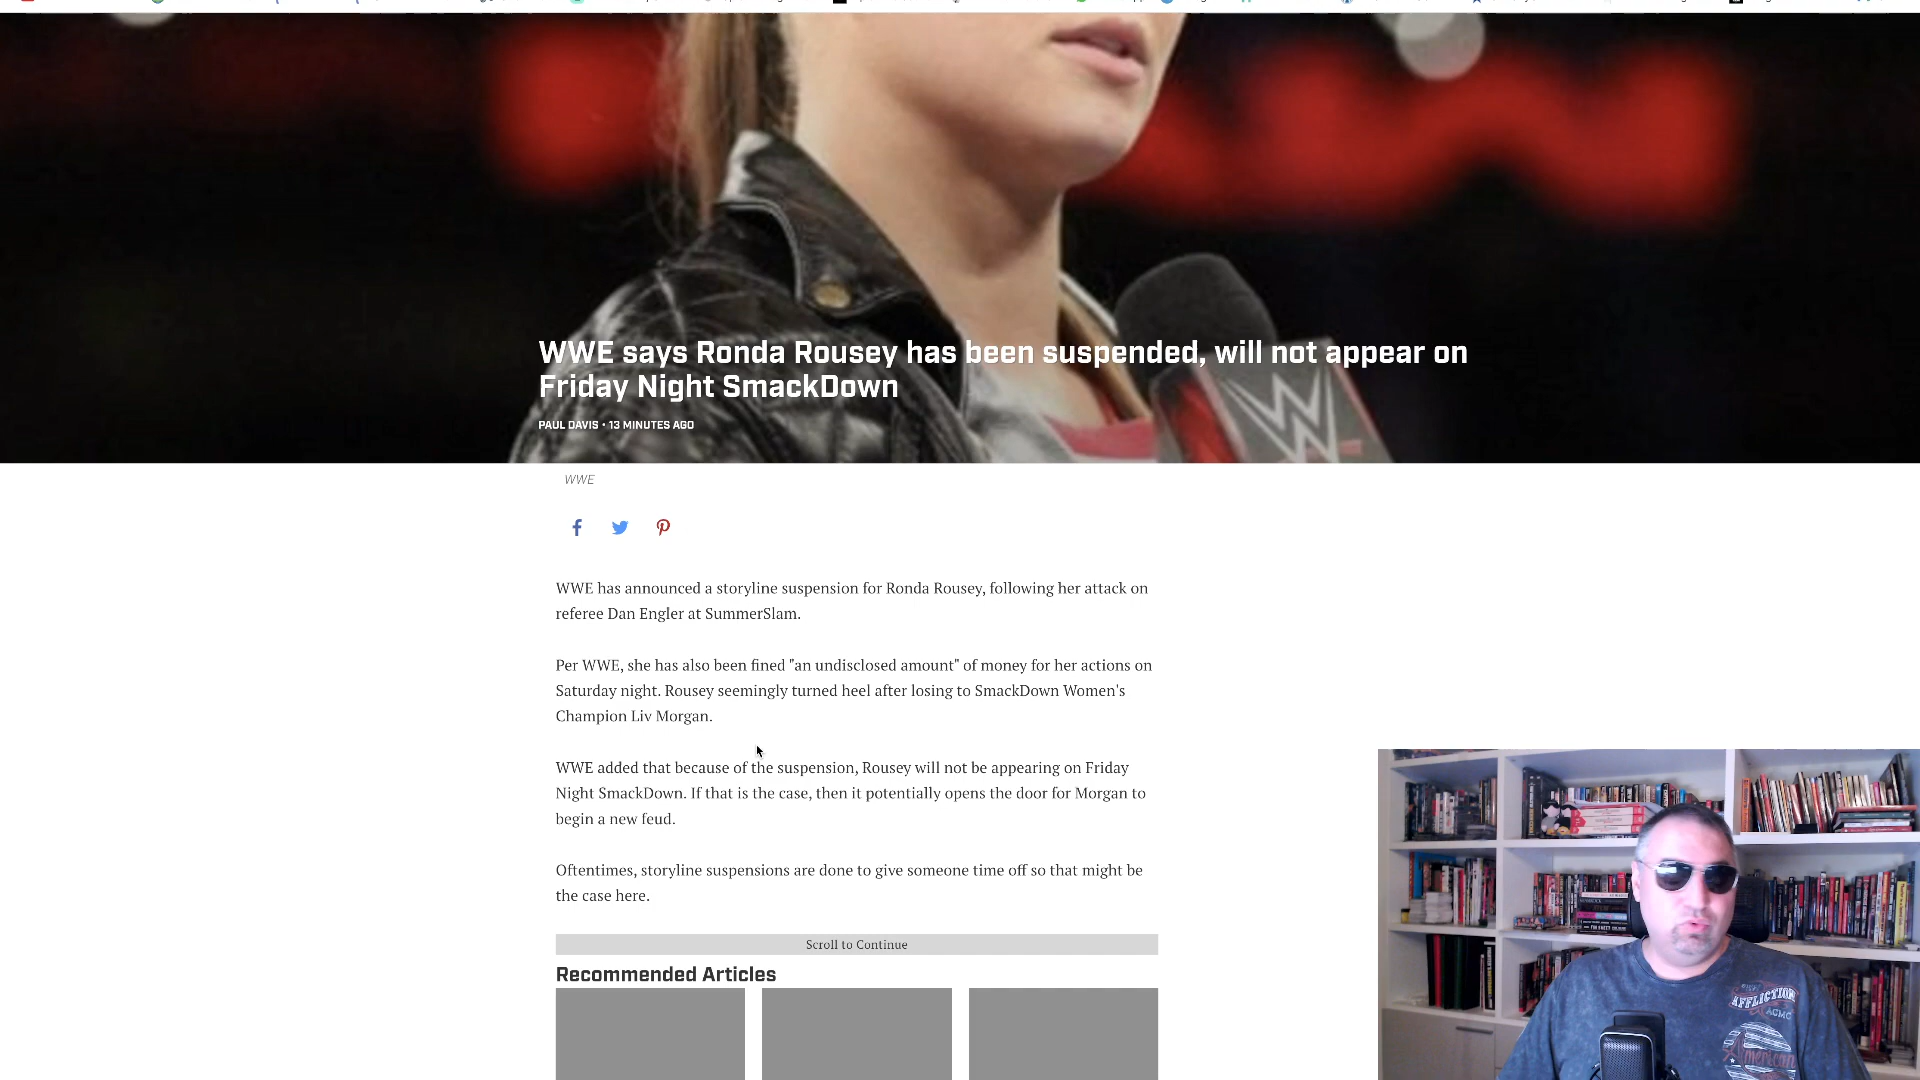 WWE says Ronda Rousey has been suspended, will not appear on
Friday Night SmackDown
PAUL DAVIS • 13 MINUTES AGO
WWE
WWE has announced a storyline suspension for Ronda Rousey, following her attack on
referee Dan Engler at SummerSlam.
Per WWE, she has also been fined "an undisclosed amount" of money for her actions on
Saturday night. Rousey seemingly turned heel after losing to SmackDown Women's
Champion Liv Morgan.
WWE added that because of the suspension, Rousey will not be appearing on Friday
Night SmackDown. If that is the case, then it potentially opens the door for Morgan to
begin a new feud.
Oftentimes, storyline suspensions are done to give someone time off so that might be
the case here.
Scroll to Continue
Recommended Articles
AFFLICTION
ACMC
American